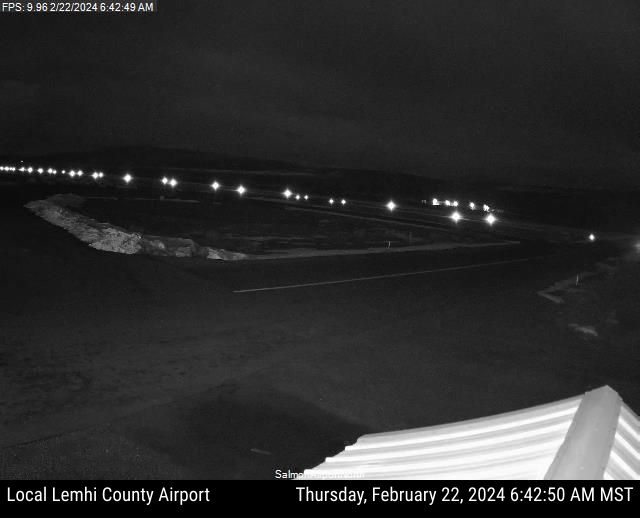 FPS: 9.96 2/22/2024 6:42:49 AM
Local Lemhi County Airport
Thursday, February 22, 2024 6:42:50 AM MST